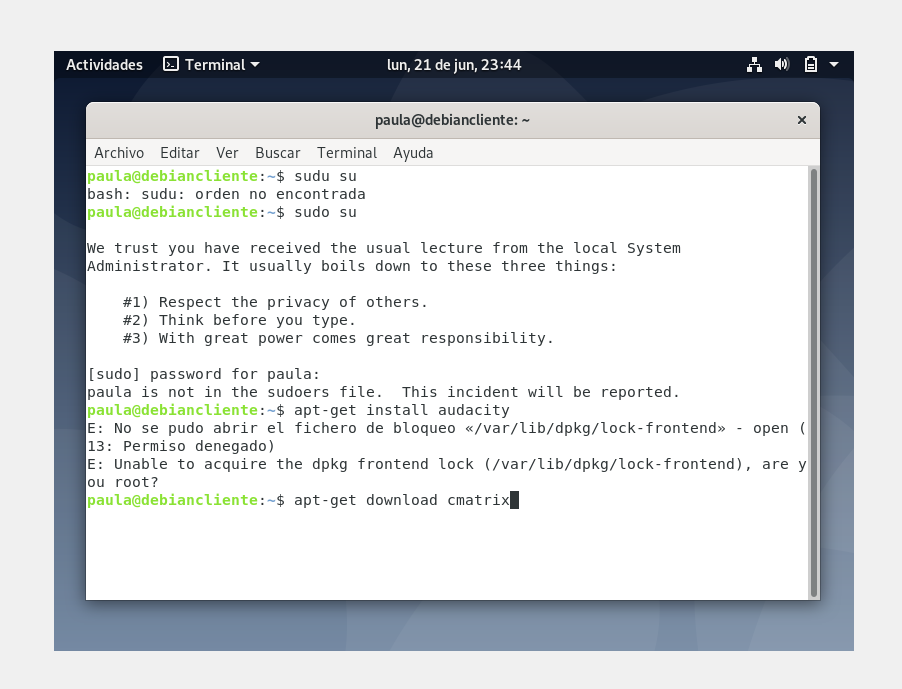 Actividades Terminal lun, 21 de jun, 23:44
paula@debiancliente: ~ ×
Archivo Editar Ver Buscar Terminal Ayuda
paula@debiancliente:~$ sudu su
bash: sudu: orden no encontrada
paula@debiancliente:~$ sudo su
We trust you have received the usual lecture from the local System
Administrator. It usually boils down to these three things:
#1) Respect the privacy of others.
#2) Think before you type.
#3) With great power comes great responsibility.
[sudo] password for paula:
paula is not in the sudoers file.  This incident will be reported.
paula@debiancliente:~$ apt-get install audacity
E: No se pudo abrir el fichero de bloqueo «/var/lib/dpkg/lock-frontend» - open (
13: Permiso denegado)
E: Unable to acquire the dpkg frontend lock (/var/lib/dpkg/lock-frontend), are y
ou root?
paula@debiancliente:~$ apt-get download cmatrix